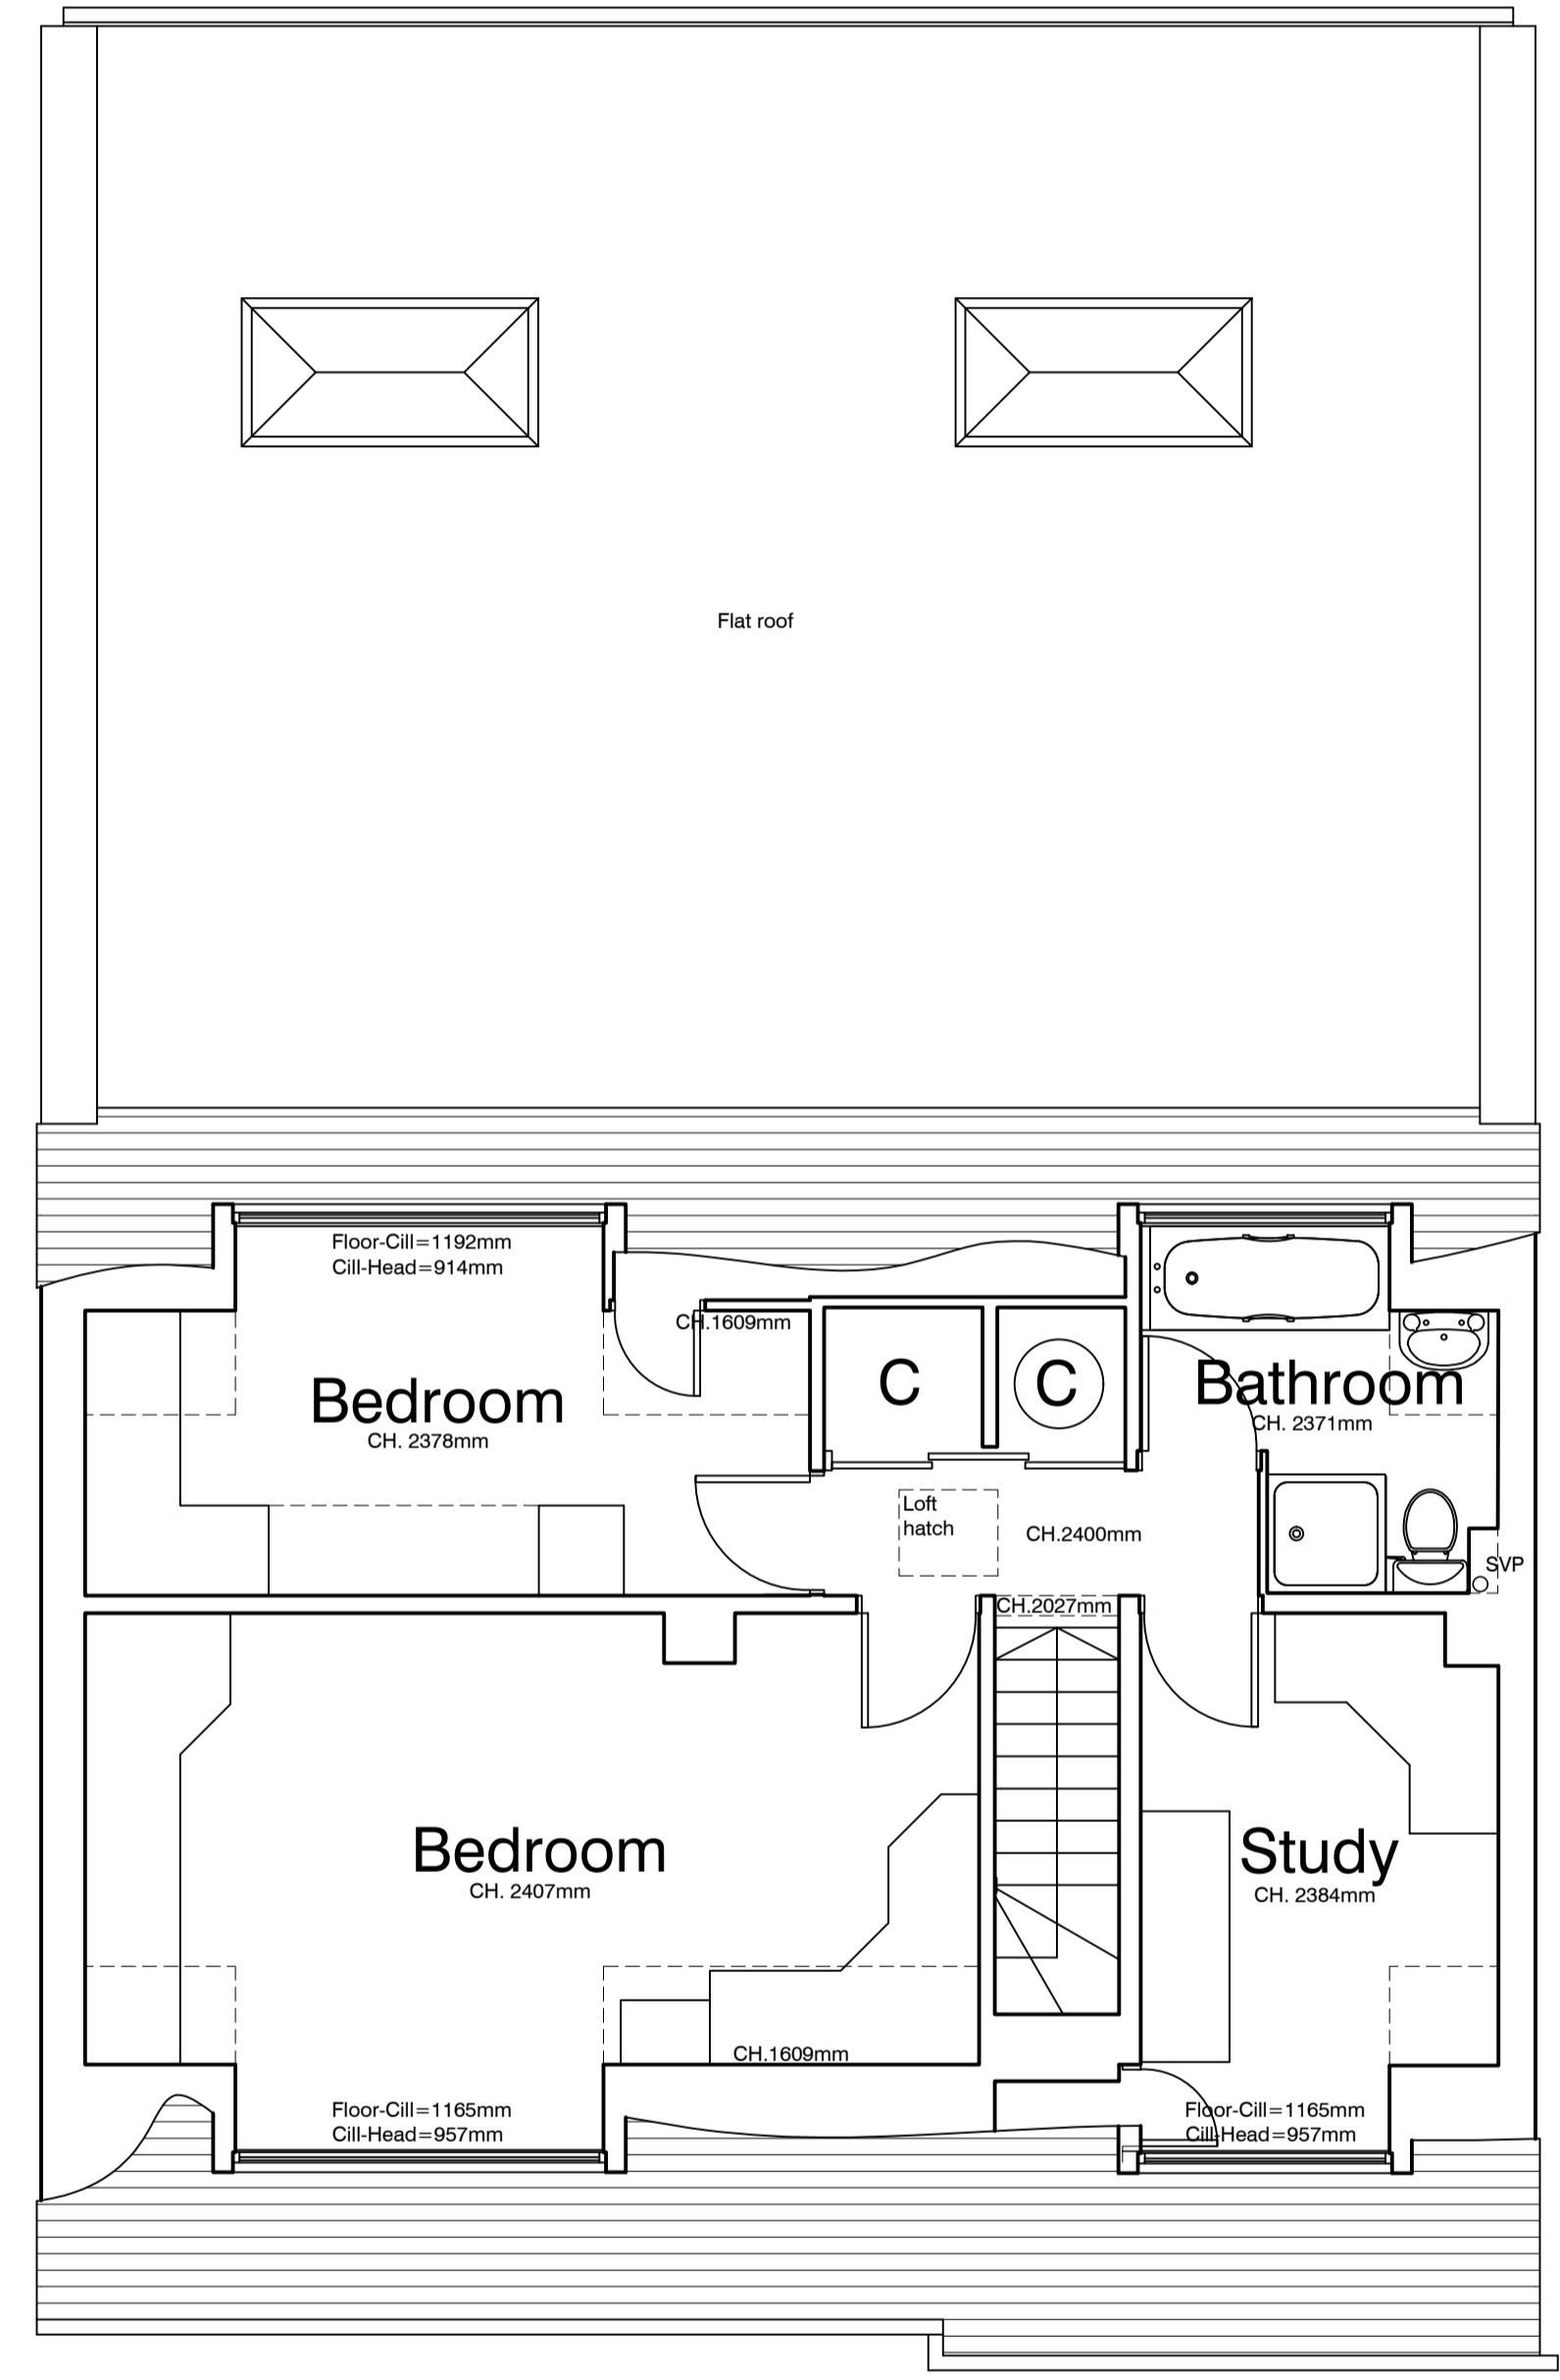 Flat roof
Floor-Cill=1192mm
Cill-Head=914mm
CH.1609mm
Bedroom
CH. 2378mm
C
C
Bathroom
CH. 2371mm
Loft
hatch
CH.2400mm
SVP
CH.2027mm
Bedroom
CH. 2407mm
Study
CH. 2384mm
CH.1609mm
Floor-Cill=1165mm
Cill-Head=957mm
Floor-Cill=1165mm
Cill-Head=957mm